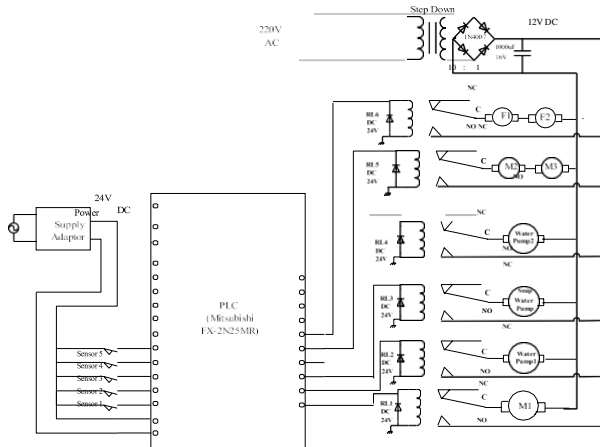 Step Down
220V
AC
12V DC
1N4007
1000uF
16V
10 : 1
NC
RL6
DC
24V
C
F1
F2
NO NC
RL5
DC
24V
C
M2
M3
NO
24V
Power
DC
Supply
Adapter
NC
RL4
DC
24V
C
Water
Pump2
NO
NC
PLC
(Mitsubishi
FX-2N25MR)
RL3
DC
24V
C
Soap
Water
Pump
NO
NC
Sensor 5
Sensor 4
Sensor 3
Sensor 2
Sensor 1
RL2
DC
24V
C
Water
Pump1
NO
NC
RL1
DC
24V
C
M1
NO